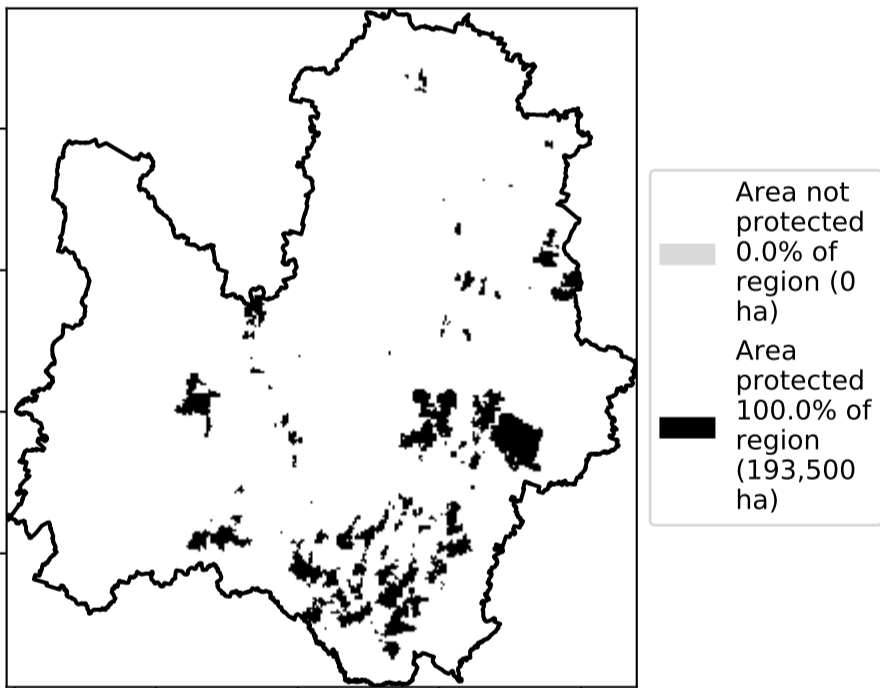 Area not
protected
0.0% of
region (0
ha)
Area
protected
100.0% of
region
(193,500
ha)